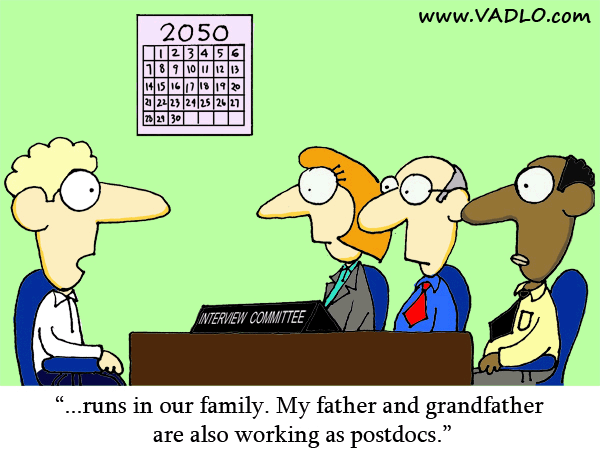 www.VADLO.com
2050
1 2 3 4 5 6
7 8 9 10 11 12 13
14 15 16 17 18 19 20
21 22 23 24 25 26 27
28 29 30
INTERVIEW COMMITTEE
“...runs in our family. My father and grandfather
are also working as postdocs.”